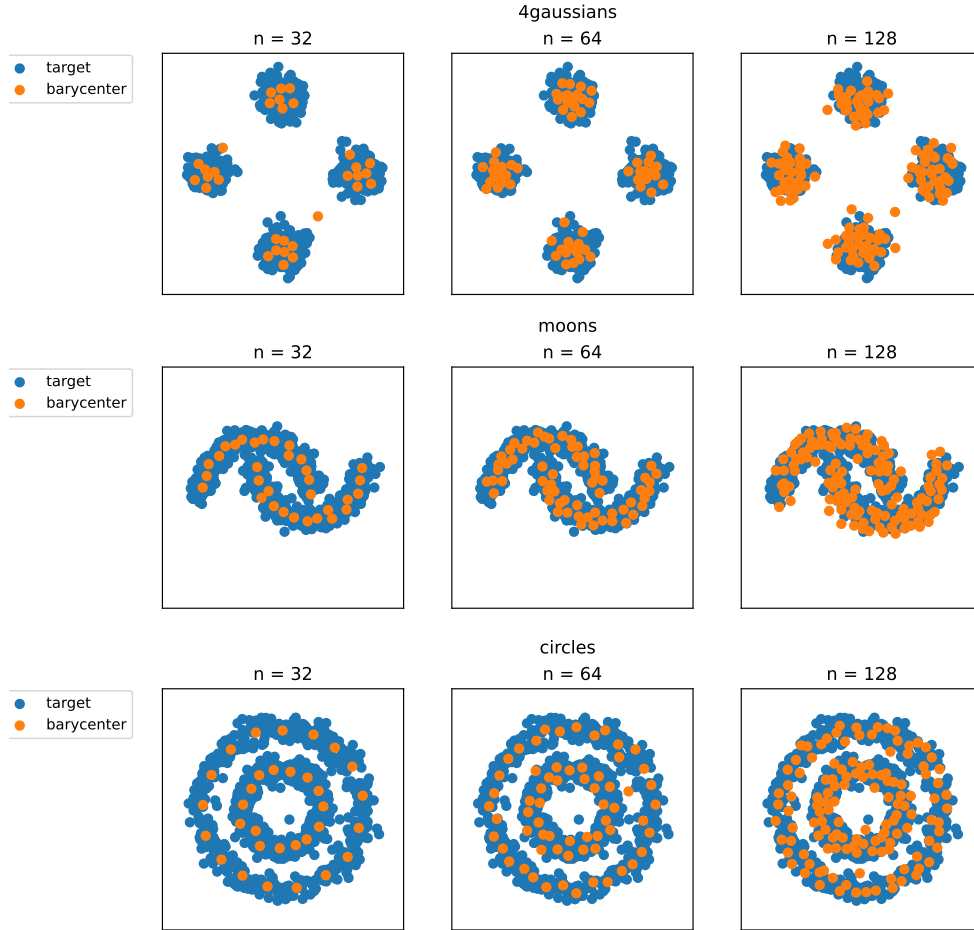 4gaussians
n = 32
n = 64
n = 128
target
barycenter
moons
n = 32
n = 64
n = 128
target
barycenter
circles
n = 32
n = 64
n = 128
target
barycenter